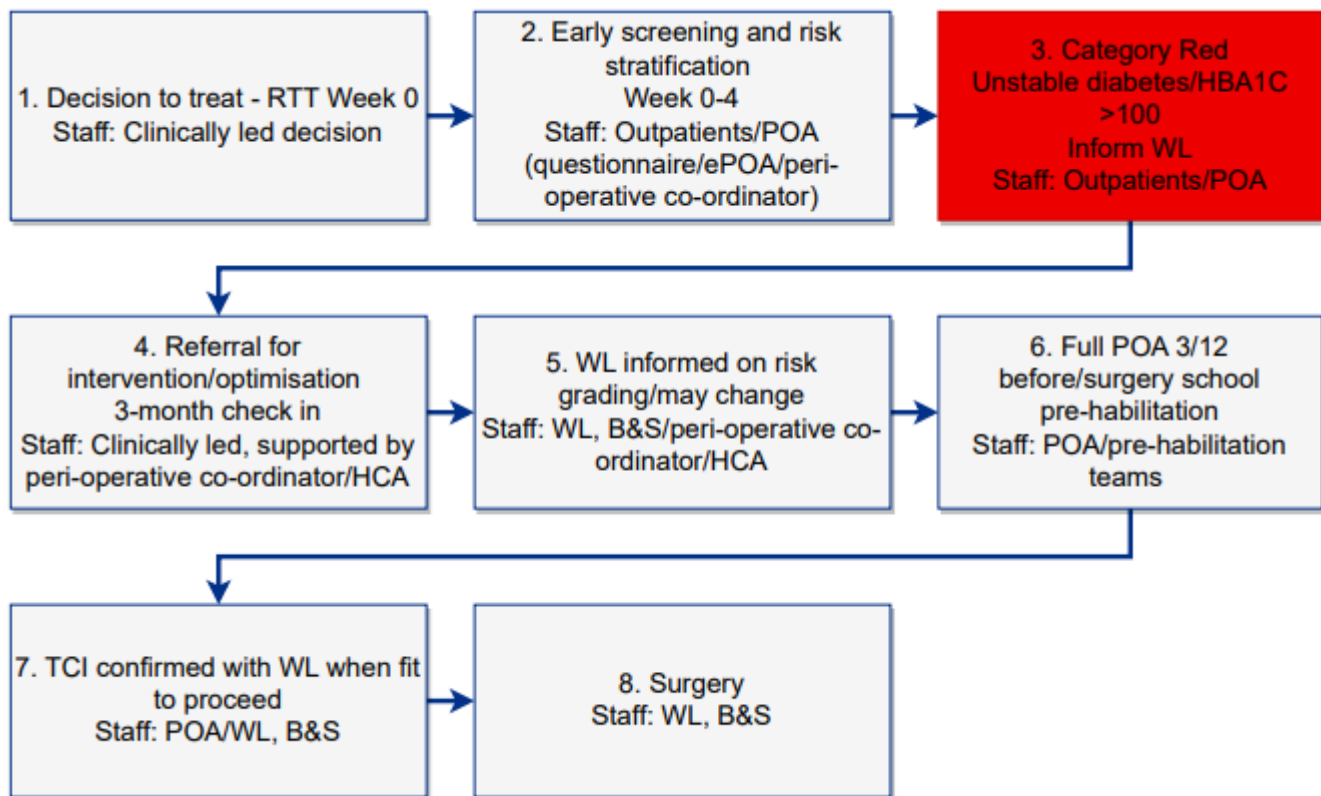 1. Decision to treat - RTT Week 0
Staff: Clinically led decision
2. Early screening and risk
stratification
Week 0-4
Staff: Outpatients/POA
(questionnaire/ePOA/peri-
operative co-ordinator)
3. Category Red
Unstable diabetes/HBA1C
>100
Inform WL
Staff: Outpatients/POA
4. Referral for
intervention/optimisation
3-month check in
Staff: Clinically led, supported by
peri-operative co-ordinator/HCA
5. WL informed on risk
grading/may change
Staff: WL, B&S/peri-operative co-
ordinator/HCA
6. Full POA 3/12
before/surgery school
pre-habilitation
Staff: POA/pre-habilitation
teams
7. TCI confirmed with WL when fit
to proceed
Staff: POA/WL, B&S
8. Surgery
Staff: WL, B&S